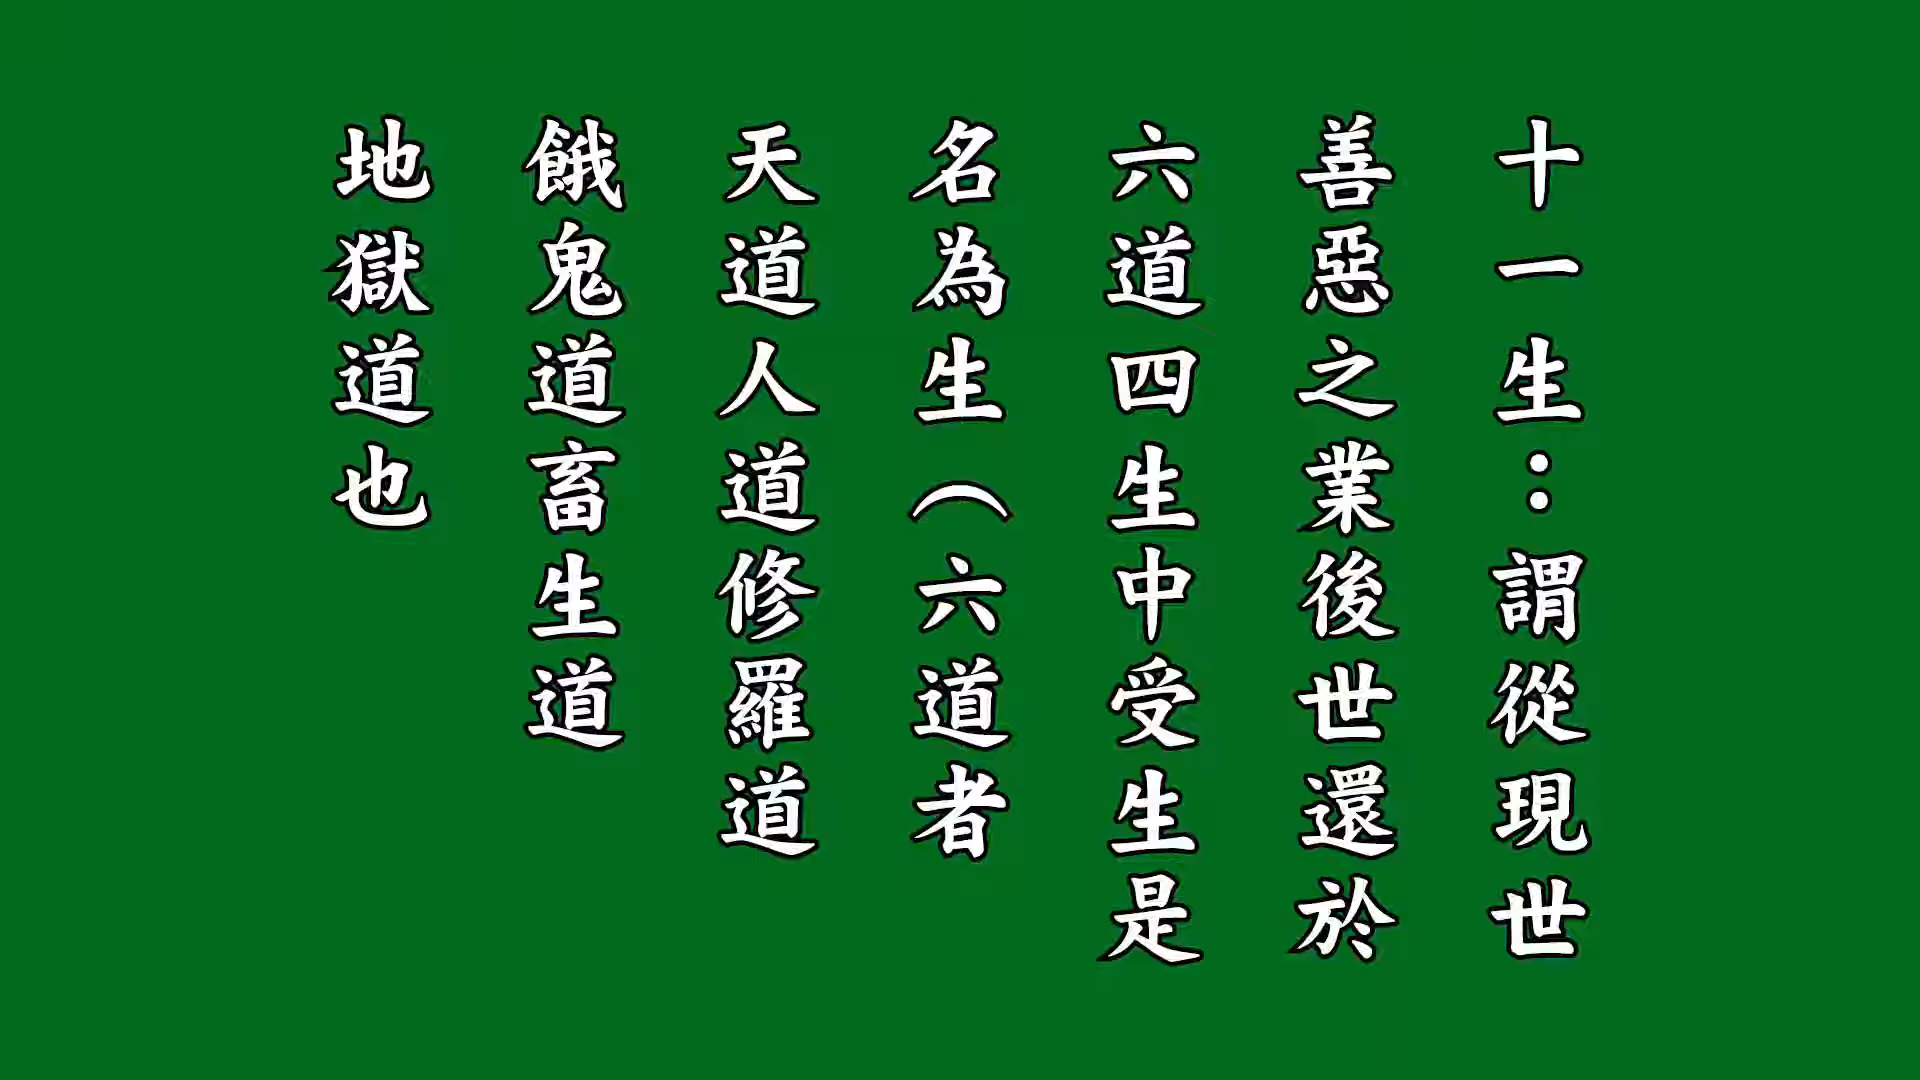 十一生：謂從現世
善惡之業後世還於
六道四生中受生是
名為生（六道者
天道人道修羅道
餓鬼道畜生道
地獄道也